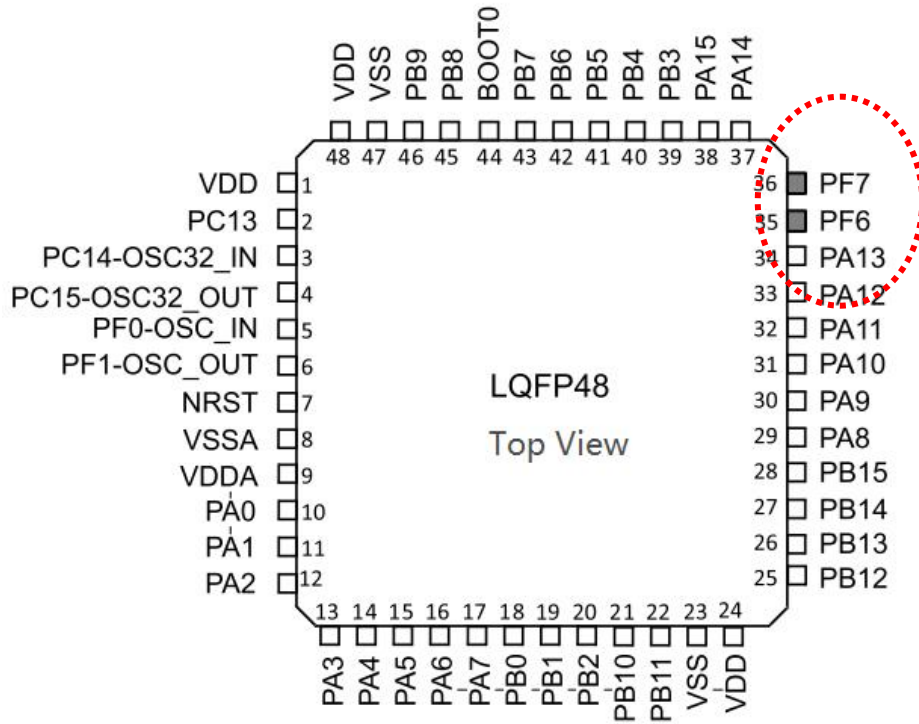 VDD
VSS
PB9
PB8
BOOT0
PB7
PB6
PB5
PB4
PB3
PA15
PA14
48 47 46 45 44 43 42 41 40 39 38 37
VDD 1 36 PF7
PC13 2 35 PF6
PC14-OSC32_IN 3 34 PA13
PC15-OSC32_OUT 4 33 PA12
PF0-OSC_IN 5 32 PA11
PF1-OSC_OUT 6 31 PA10
LQFP48
NRST 7 30 PA9
Top View
VSSA 8 29 PA8
VDDA 9 28 PB15
PA0 10 27 PB14
PA1 11 26 PB13
PA2 12 25 PB12
13 14 15 16 17 18 19 20 21 22 23 24
PA3
PA4
PA5
PA6
PA7
PB0
PB1
PB2
PB10
PB11
VSS
VDD